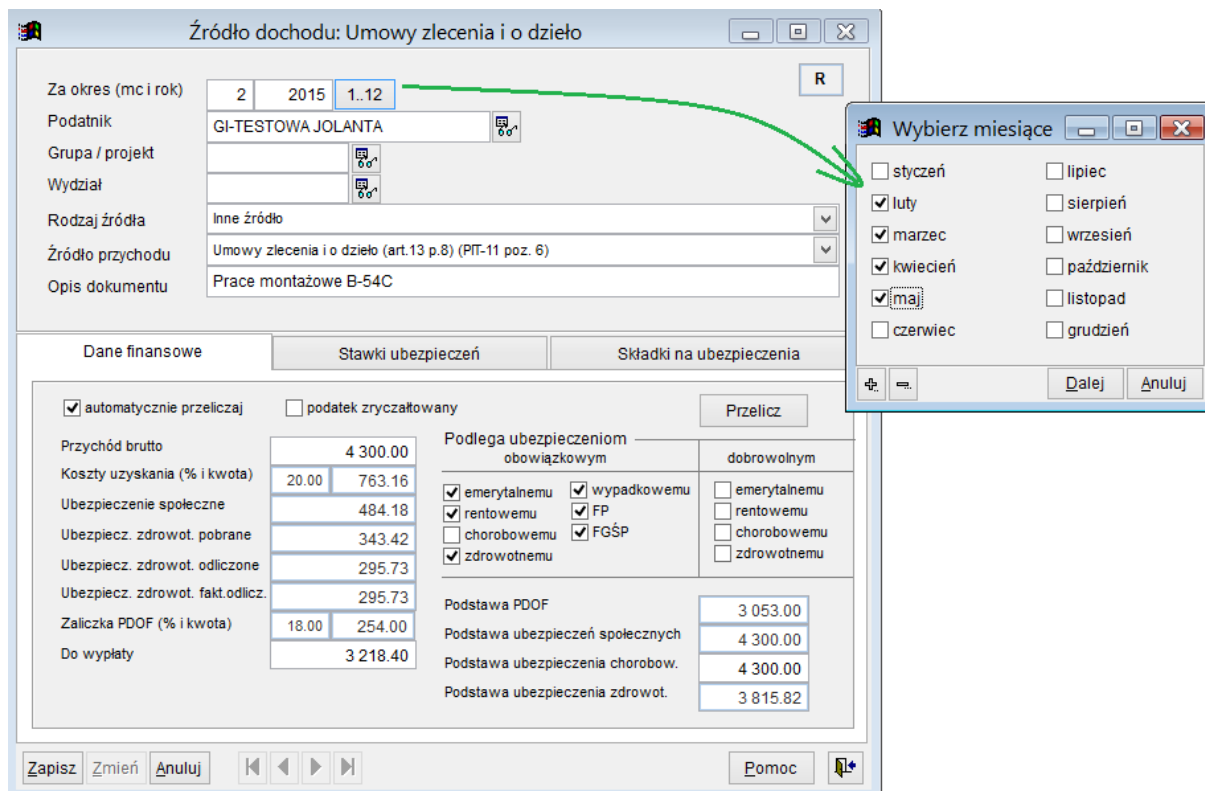 Źródło dochodu: Umowy zlecenia i o dzieło
R
Za okres (mc i rok) 2 2015 1..12
Podatnik GI-TESTOWA JOLANTA
Grupa / projekt
Wydział
Rodzaj źródła Inne źródło
Źródło przychodu Umowy zlecenia i o dzieło (art.13 p.8) (PIT-11 poz. 6)
Opis dokumentu Prace montażowe B-54C
Wybierz miesiące
styczeń lipiec
luty sierpień
marzec wrzesień
kwiecień październik
maj listopad
czerwiec grudzień
Dalej Anuluj
Dane finansowe Stawki ubezpieczeń Składki na ubezpieczenia
automatycznie przeliczaj podatek zryczałtowany Przelicz
Przychód brutto 4 300.00
Koszty uzyskania (% i kwota) 20.00 763.16
Ubezpieczenie społeczne 484.18
Ubezpiecz. zdrowot. pobrane 343.42
Ubezpiecz. zdrowot. odliczone 295.73
Ubezpiecz. zdrowot. fakt.odlicz. 295.73
Zaliczka PDOF (% i kwota) 18.00 254.00
Do wypłaty 3 218.40
Podlega ubezpieczeniom
obowiązkowym dobrowolnym
emerytalnemu wypadkowemu emerytalnemu
rentowemu FP rentowemu
chorobowemu FGŚP chorobowemu
zdrowotnemu zdrowotnemu
Podstawa PDOF 3 053.00
Podstawa ubezpieczeń społecznych 4 300.00
Podstawa ubezpieczenia chorobow. 4 300.00
Podstawa ubezpieczenia zdrowot. 3 815.82
Zapisz Zmień Anuluj Pomoc